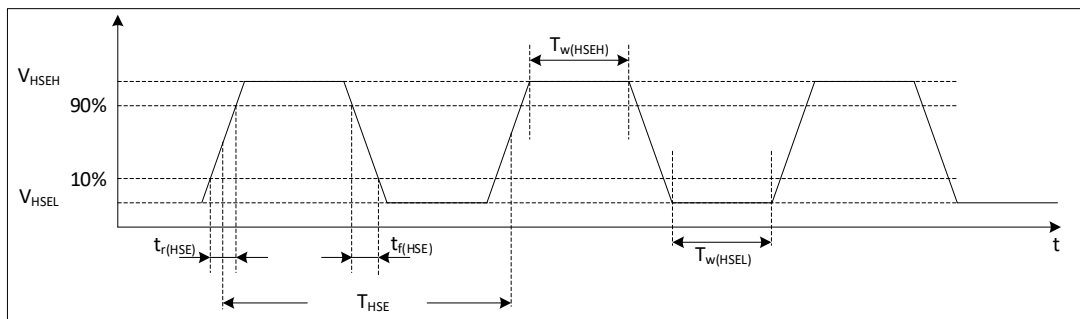 T_w(HSEH)
V_HSEH
90%
10%
V_HSEL
t_r(HSE)
t_f(HSE)
T_w(HSEL)
t
T_HSE